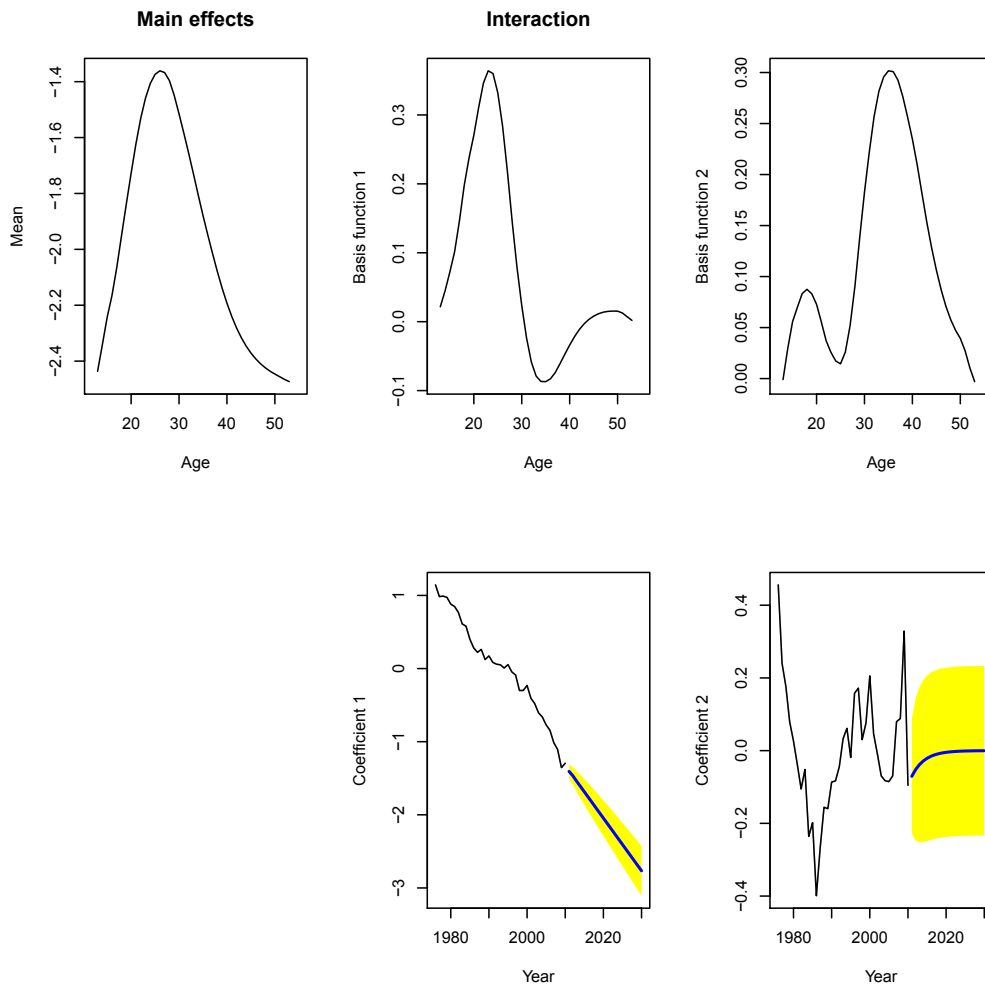 Main effects
Interaction
Mean
−1.4
−1.6
−1.8
−2.0
−2.2
−2.4
20 30 40 50
Age
Basis function 1
0.3
0.2
0.1
0.0
−0.1
20 30 40 50
Age
Basis function 2
0.30
0.25
0.20
0.15
0.10
0.05
0.00
20 30 40 50
Age
Coefficient 1
1
0
−1
−2
−3
1980 2000 2020
Year
Coefficient 2
0.4
0.2
0.0
−0.2
−0.4
1980 2000 2020
Year